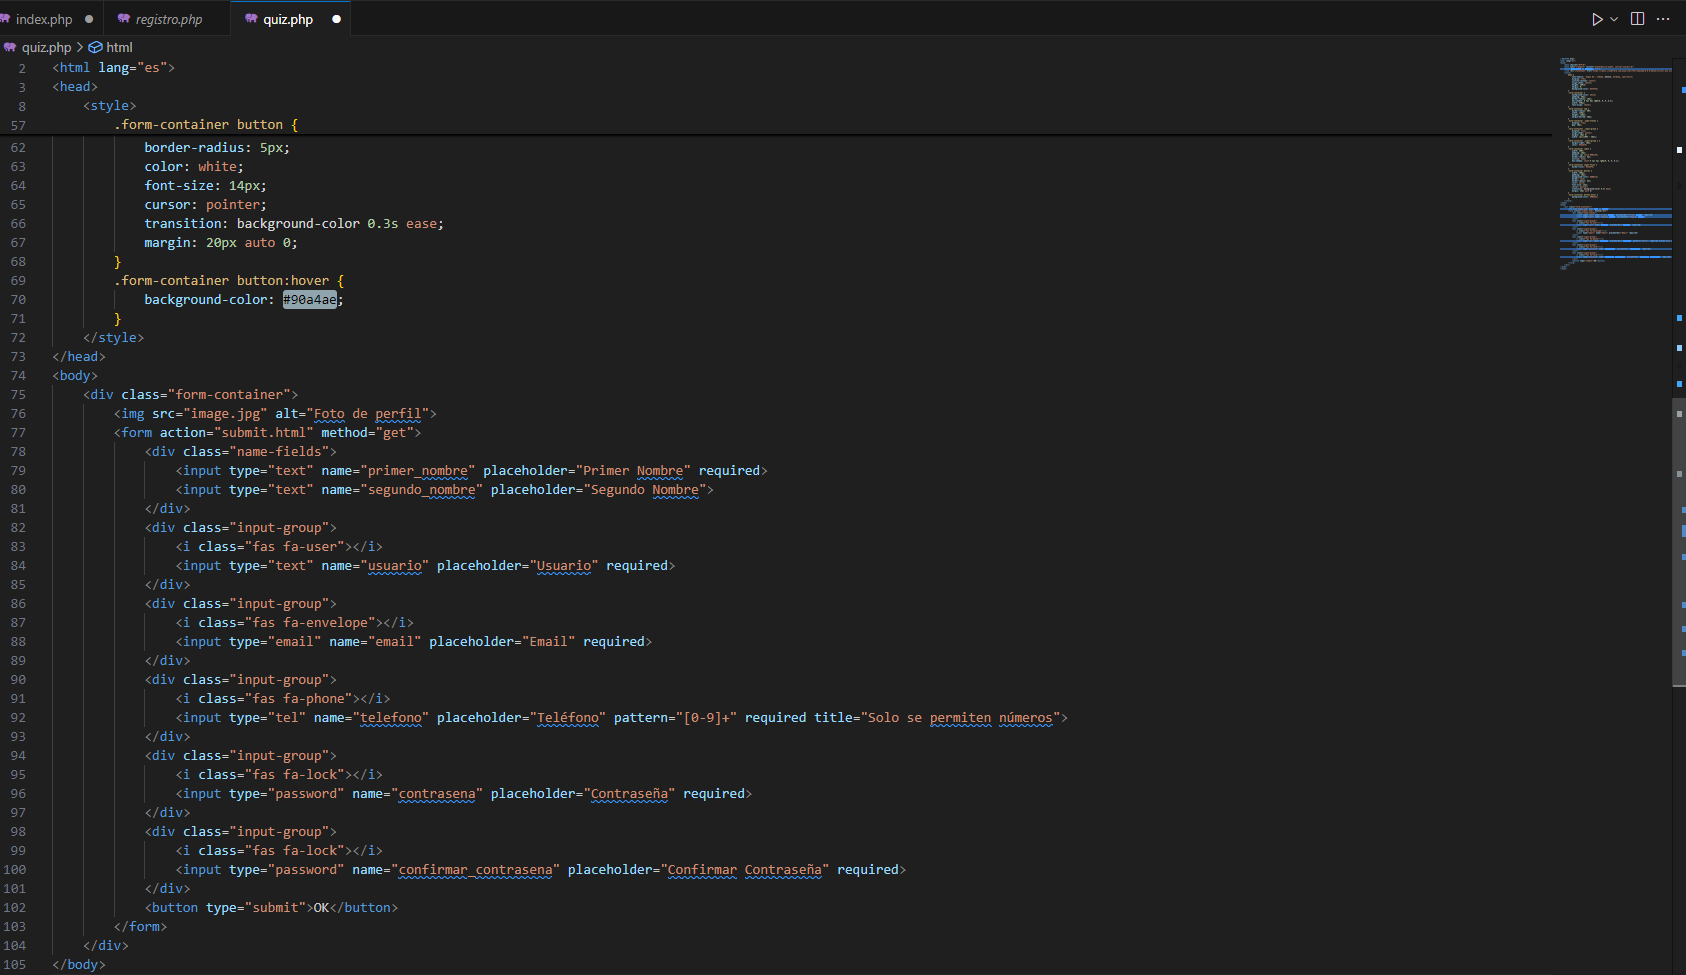 index.php
registro.php
quiz.php
quiz.php > html
2 <html lang="es">
3 <head>
8 <style>
57 .form-container button {
62 border-radius: 5px;
63 color: white;
64 font-size: 14px;
65 cursor: pointer;
66 transition: background-color 0.3s ease;
67 margin: 20px auto 0;
68 }
69 .form-container button:hover {
70 background-color: #90a4ae;
71 }
72 </style>
73 </head>
74 <body>
75 <div class="form-container">
76 <img src="image.jpg" alt="Foto de perfil">
77 <form action="submit.html" method="get">
78 <div class="name-fields">
79 <input type="text" name="primer_nombre" placeholder="Primer Nombre" required>
80 <input type="text" name="segundo_nombre" placeholder="Segundo Nombre">
81 </div>
82 <div class="input-group">
83 <i class="fas fa-user"></i>
84 <input type="text" name="usuario" placeholder="Usuario" required>
85 </div>
86 <div class="input-group">
87 <i class="fas fa-envelope"></i>
88 <input type="email" name="email" placeholder="Email" required>
89 </div>
90 <div class="input-group">
91 <i class="fas fa-phone"></i>
92 <input type="tel" name="telefono" placeholder="Teléfono" pattern="[0-9]+" required title="Solo se permiten números">
93 </div>
94 <div class="input-group">
95 <i class="fas fa-lock"></i>
96 <input type="password" name="contrasena" placeholder="Contraseña" required>
97 </div>
98 <div class="input-group">
99 <i class="fas fa-lock"></i>
100 <input type="password" name="confirmar_contrasena" placeholder="Confirmar Contraseña" required>
101 </div>
102 <button type="submit">OK</button>
103 </form>
104 </div>
105 </body>